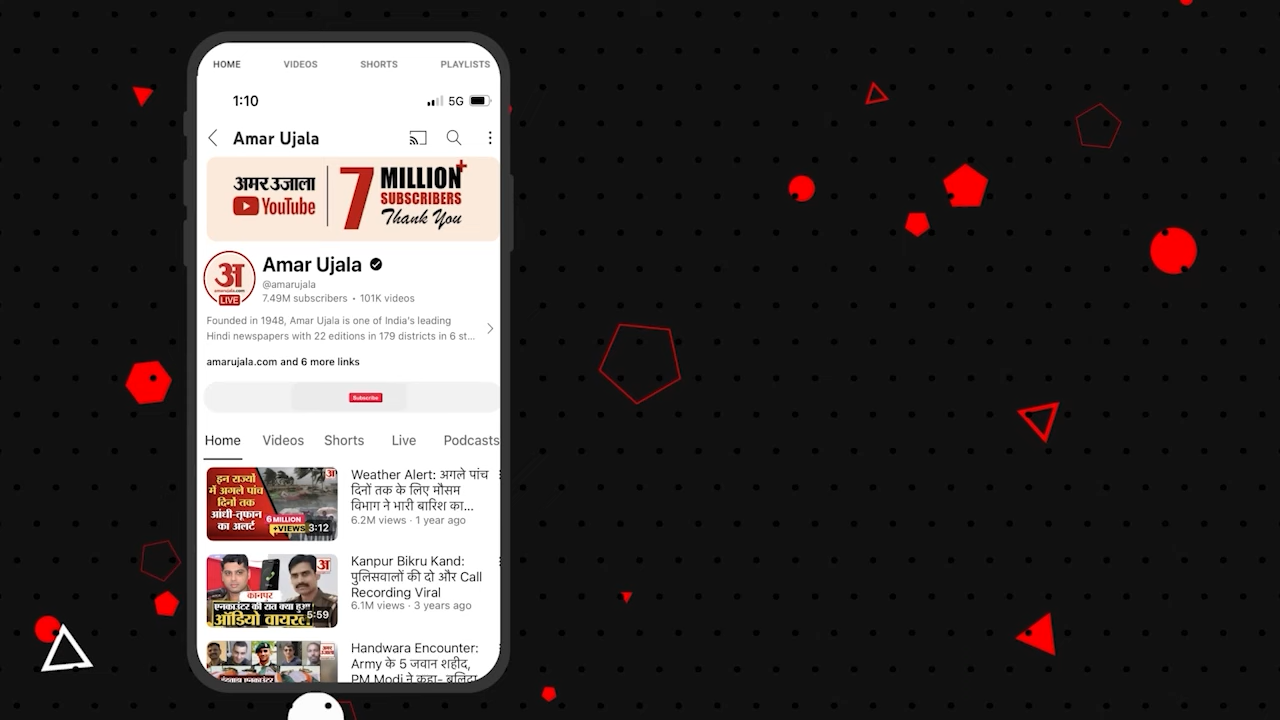 HOME VIDEOS SHORTS PLAYLISTS
1:10 5G
Amar Ujala
अमर उजाला
YouTube
7 MILLION+
SUBSCRIBERS
Thank You
अ
amarujala.com
LIVE
Amar Ujala
@amarujala
7.49M subscribers • 101K videos
Founded in 1948, Amar Ujala is one of India's leading
Hindi newspapers with 22 editions in 179 districts in 6 st...
amarujala.com and 6 more links
Subscribe
Home Videos Shorts Live Podcasts
इन राज्यों
में अगले पांच
दिनों तक
आंधी-तूफान
का अलर्ट
अ
6 MILLION
+VIEWS
3:12
Weather Alert: अगले पांच
दिनों तक के लिए मौसम
विभाग ने भारी बारिश का...
6.2M views · 1 year ago
अ
कानपुर
एनकाउंटर की रात क्या हुआ
ऑडियो वायरल
5:59
Kanpur Bikru Kand:
पुलिसवालों की दो और Call
Recording Viral
6.1M views · 3 years ago
Handwara Encounter:
Army के 5 जवान शहीद,
PM Modi ने कहा- बलिदान